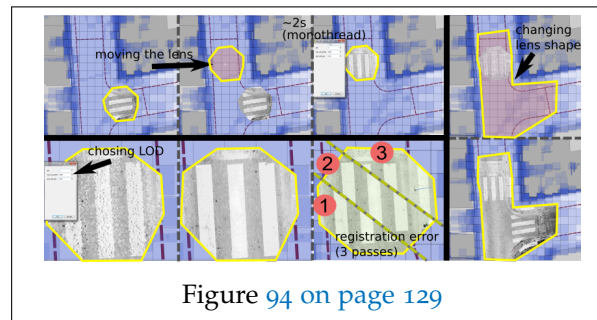 ~2s
(monothread)
moving the lens
changing
lens shape
chosing LOD
1
2
3
registration error
(3 passes)
Figure 94 on page 129